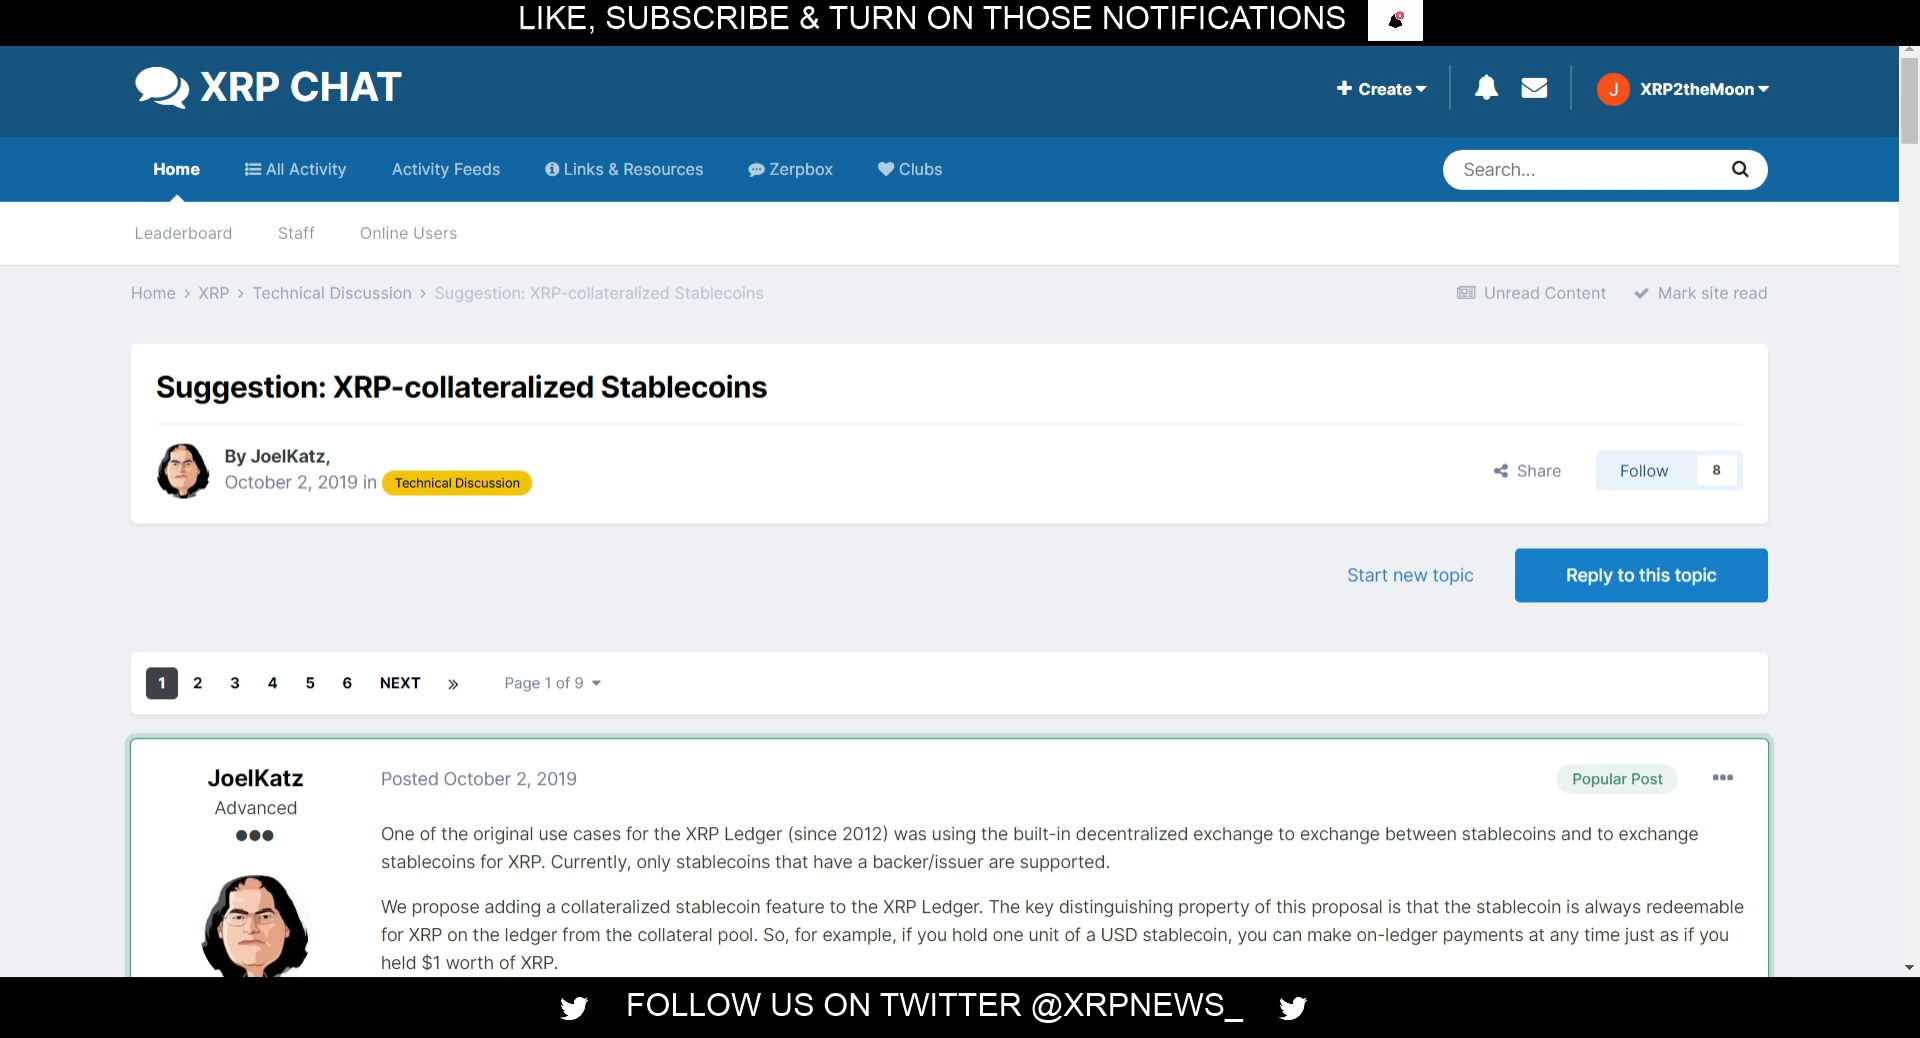 LIKE, SUBSCRIBE & TURN ON THOSE NOTIFICATIONS
XRP CHAT
Create
J
XRP2theMoon
Home
All Activity
Activity Feeds
Links & Resources
Zerpbox
Clubs
Search...
Leaderboard
Staff
Online Users
Home > XRP > Technical Discussion > Suggestion: XRP-collateralized Stablecoins
Unread Content
Mark site read
Suggestion: XRP-collateralized Stablecoins
By JoelKatz,
October 2, 2019 in Technical Discussion
Share
Follow 8
Start new topic
Reply to this topic
1 2 3 4 5 6 NEXT » Page 1 of 9
JoelKatz
Advanced
Posted October 2, 2019
Popular Post
One of the original use cases for the XRP Ledger (since 2012) was using the built-in decentralized exchange to exchange between stablecoins and to exchange
stablecoins for XRP. Currently, only stablecoins that have a backer/issuer are supported.
We propose adding a collateralized stablecoin feature to the XRP Ledger. The key distinguishing property of this proposal is that the stablecoin is always redeemable
for XRP on the ledger from the collateral pool. So, for example, if you hold one unit of a USD stablecoin, you can make on-ledger payments at any time just as if you
held $1 worth of XRP.
FOLLOW US ON TWITTER @XRPNEWS_